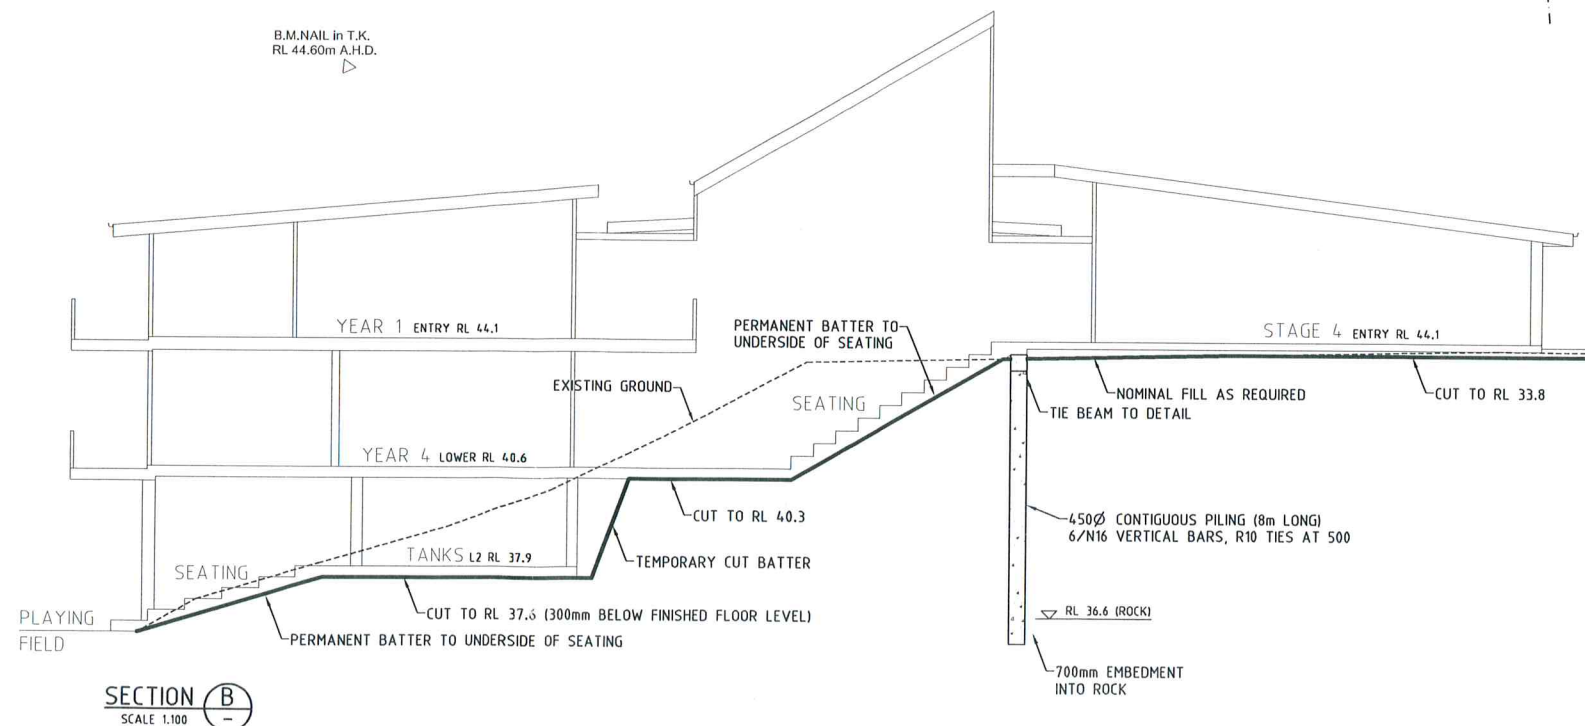 B.M.NAIL in T.K.
RL 44.60m A.H.D.
YEAR 1 ENTRY RL 44.1
PERMANENT BATTER TO
UNDERSIDE OF SEATING
STAGE 4 ENTRY RL 44.1
EXISTING GROUND
SEATING
NOMINAL FILL AS REQUIRED
CUT TO RL 33.8
TIE BEAM TO DETAIL
YEAR 4 LOWER RL 40.6
CUT TO RL 40.3
450Ø CONTIGUOUS PILING (8m LONG)
6/N16 VERTICAL BARS, R10 TIES AT 500
TANKS L2 RL 37.9
TEMPORARY CUT BATTER
SEATING
CUT TO RL 37.6 (300mm BELOW FINISHED FLOOR LEVEL)
RL 36.6 (ROCK)
PLAYING
FIELD
PERMANENT BATTER TO UNDERSIDE OF SEATING
700mm EMBEDMENT
INTO ROCK
SECTION B
SCALE 1:100 -